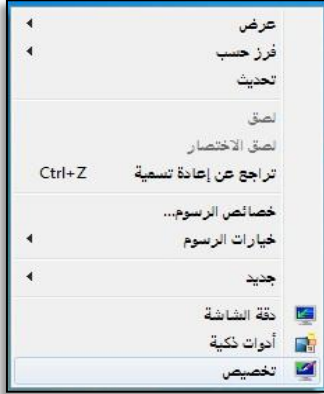 عرض
فرز حسب
تحديث
لصق
لصق الاختصار
تراجع عن إعادة تسمية Ctrl+Z
خصائص الرسوم...
خيارات الرسوم
جديد
دقة الشاشة
أدوات ذكية
تخصيص